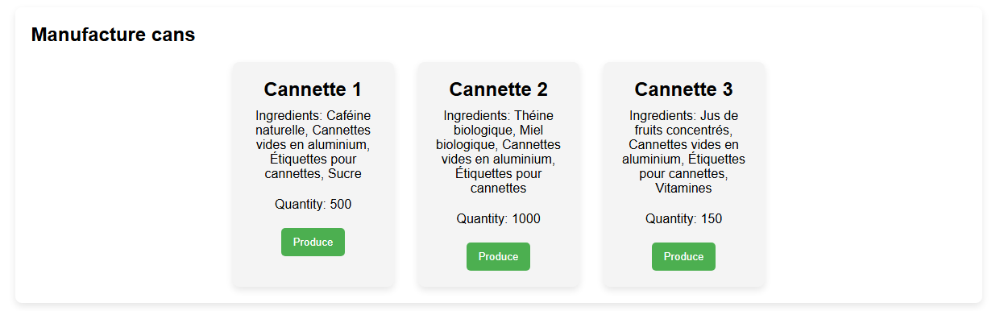 Manufacture cans
Cannette 1
Ingredients: Caféine
naturelle, Cannettes
vides en aluminium,
Étiquettes pour
cannettes, Sucre
Quantity: 500
Produce
Cannette 2
Ingredients: Théine
biologique, Miel
biologique, Cannettes
vides en aluminium,
Étiquettes pour
cannettes
Quantity: 1000
Produce
Cannette 3
Ingredients: Jus de
fruits concentrés,
Cannettes vides en
aluminium, Étiquettes
pour cannettes,
Vitamines
Quantity: 150
Produce